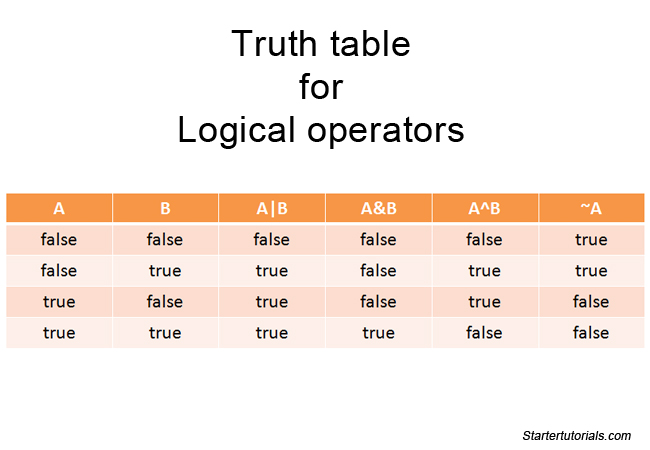 Truth table
for
Logical operators
A B A|B A&B A^B ~A
false false false false false true
false true true false true true
true false true false true false
true true true true false false
Startertutorials.com